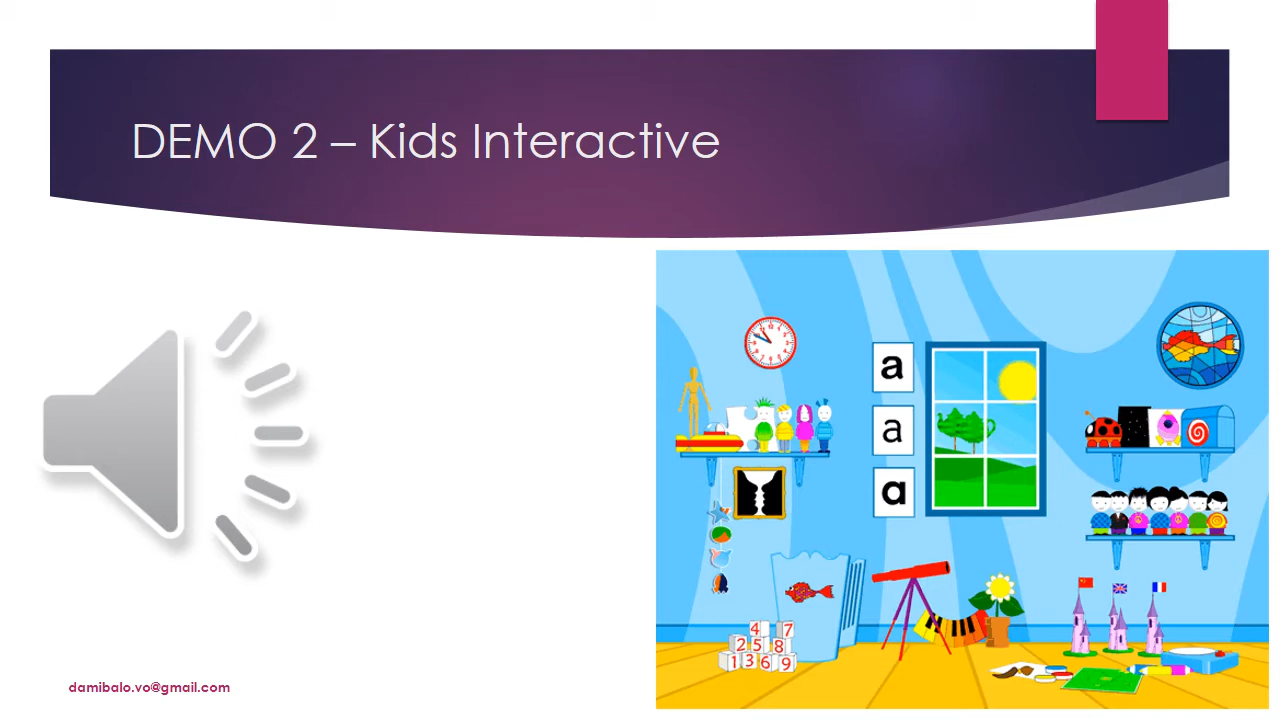 DEMO 2 – Kids Interactive
a
a
a
4 7
2 5 8
1 3 6 9
damibalo.vo@gmail.com